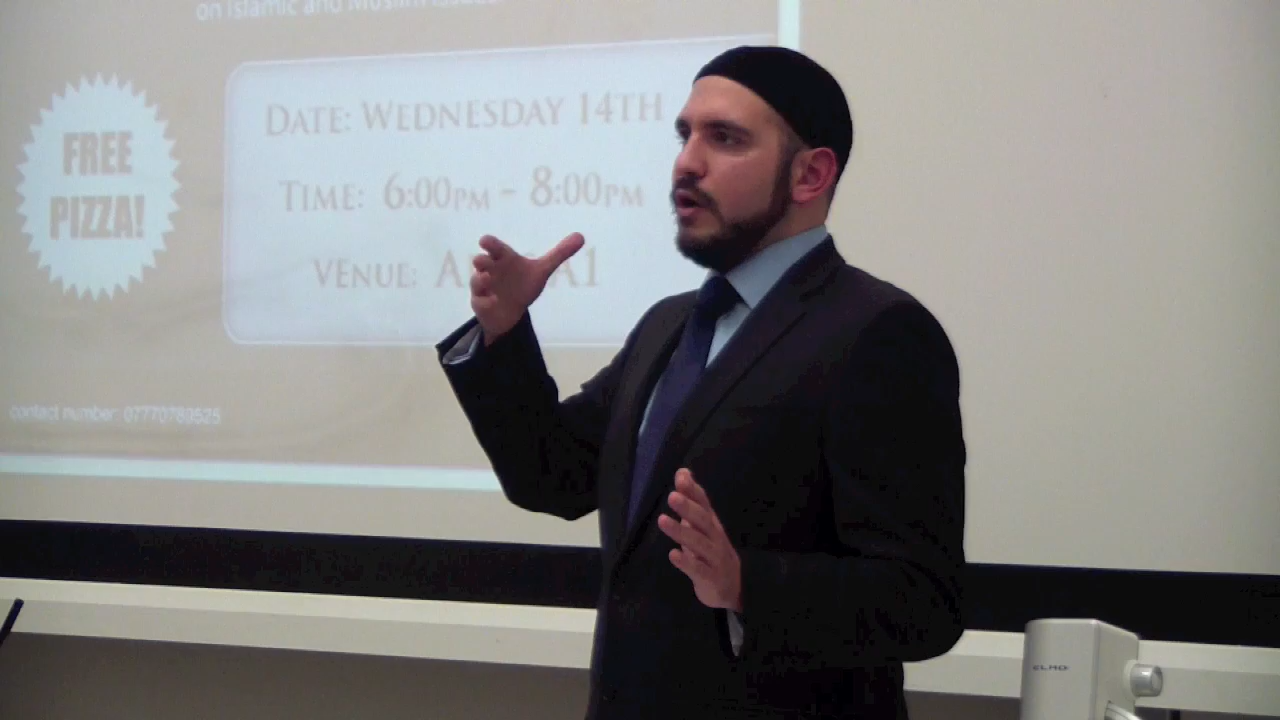 on Islamic and Muslim issues
FREE
PIZZA!
DATE: WEDNESDAY 14TH
TIME: 6:00PM - 8:00PM
VENUE: A1
contact number: 07770789525
ELMO